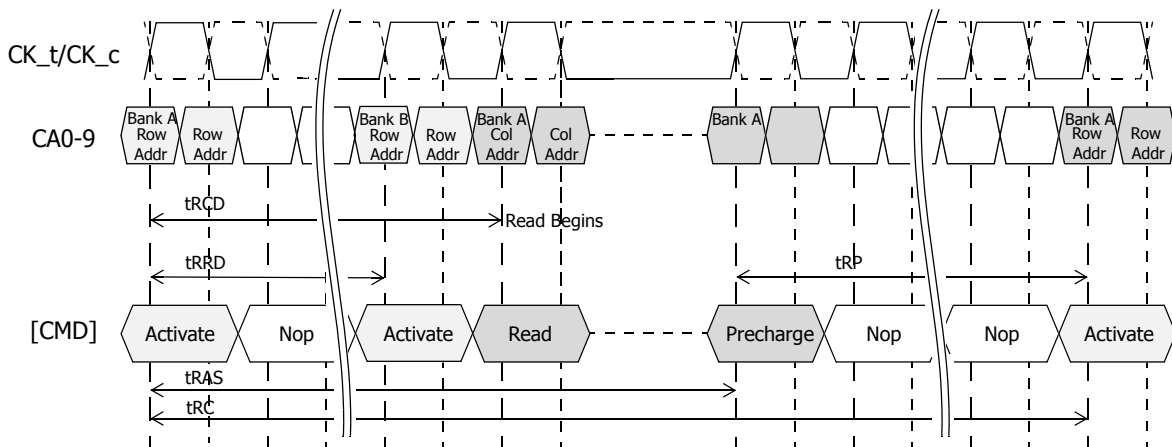 CK_t/CK_c
CA0-9
Bank A
Row
Addr
Row
Addr
Bank B
Row
Addr
Row
Addr
Bank A
Col
Addr
Col
Addr
Bank A
Bank A
Row
Addr
Row
Addr
tRCD
Read Begins
tRRD
tRP
[CMD]
Activate
Nop
Activate
Read
Precharge
Nop
Nop
Activate
tRAS
tRC